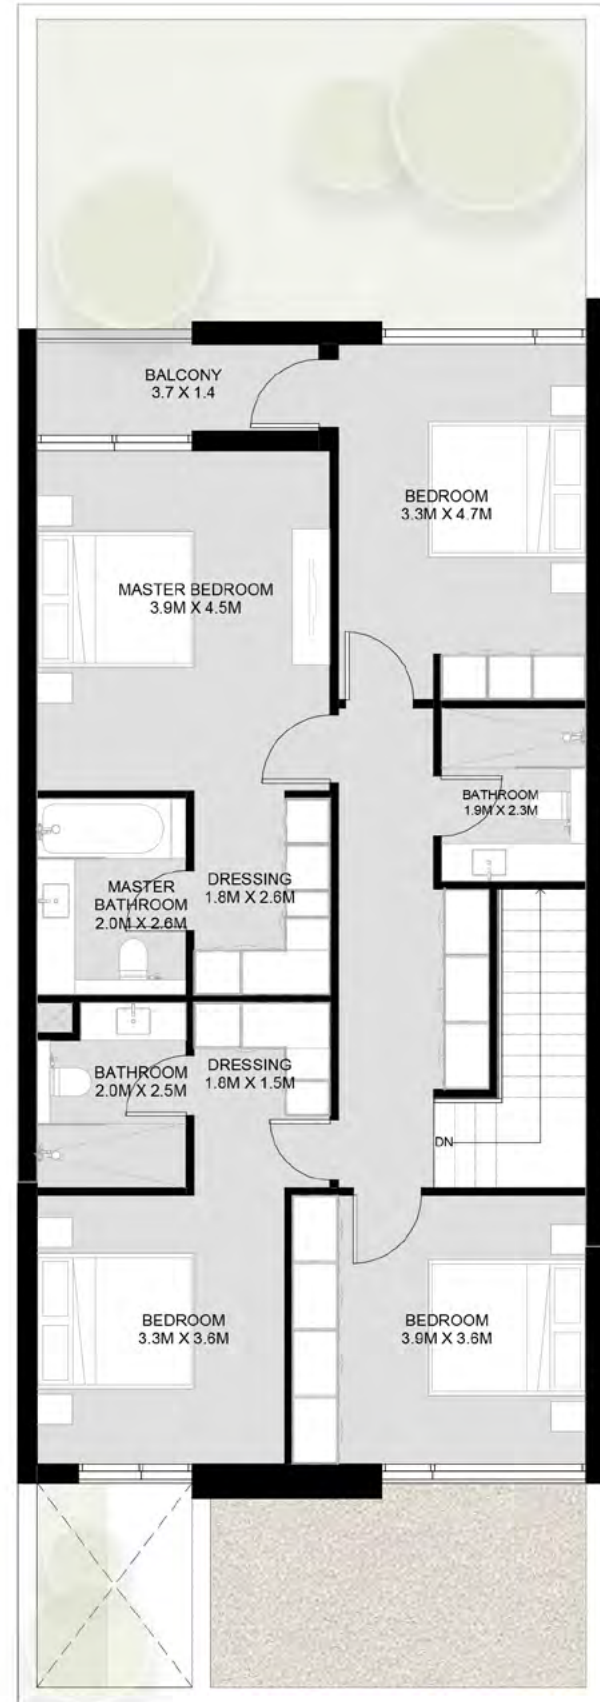 BALCONY
3.7 X 1.4
BEDROOM
3.3M X 4.7M
MASTER BEDROOM
3.9M X 4.5M
BATHROOM
1.9M X 2.3M
MASTER
BATHROOM
2.0M X 2.6M
DRESSING
1.8M X 2.6M
BATHROOM
2.0M X 2.5M
DRESSING
1.8M X 1.5M
DN
BEDROOM
3.3M X 3.6M
BEDROOM
3.9M X 3.6M